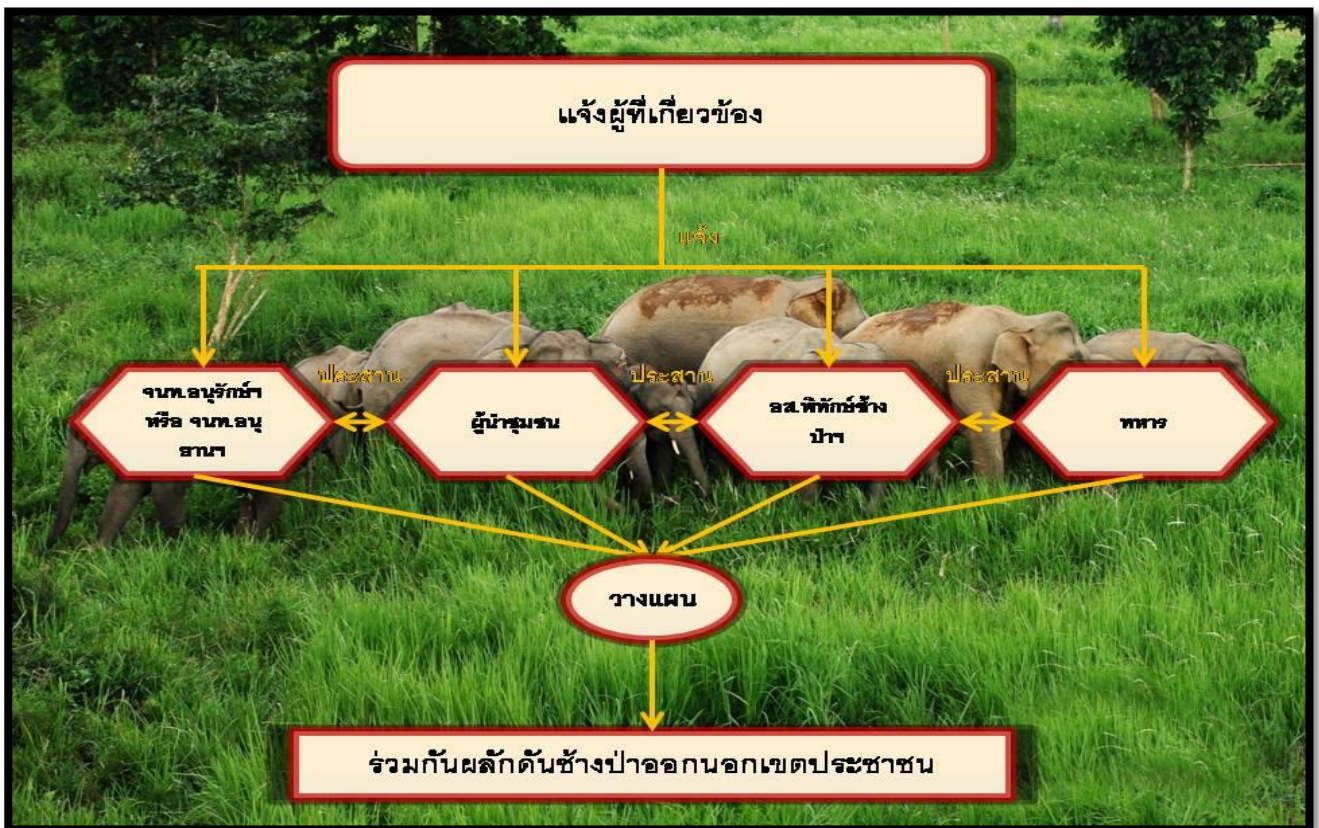 แจ้งผู้ที่เกี่ยวข้อง
แจ้ง
จนท.อนุรักษ์ฯ
หรือ จนท.อนุ
ยานฯ
ประสาน
ผู้นำชุมชน
ประสาน
อส.พิทักษ์ช้าง
ป่าฯ
ประสาน
ทหาร
วางแผน
ร่วมกันผลักดันช้างป่าออกนอกเขตประชาชน